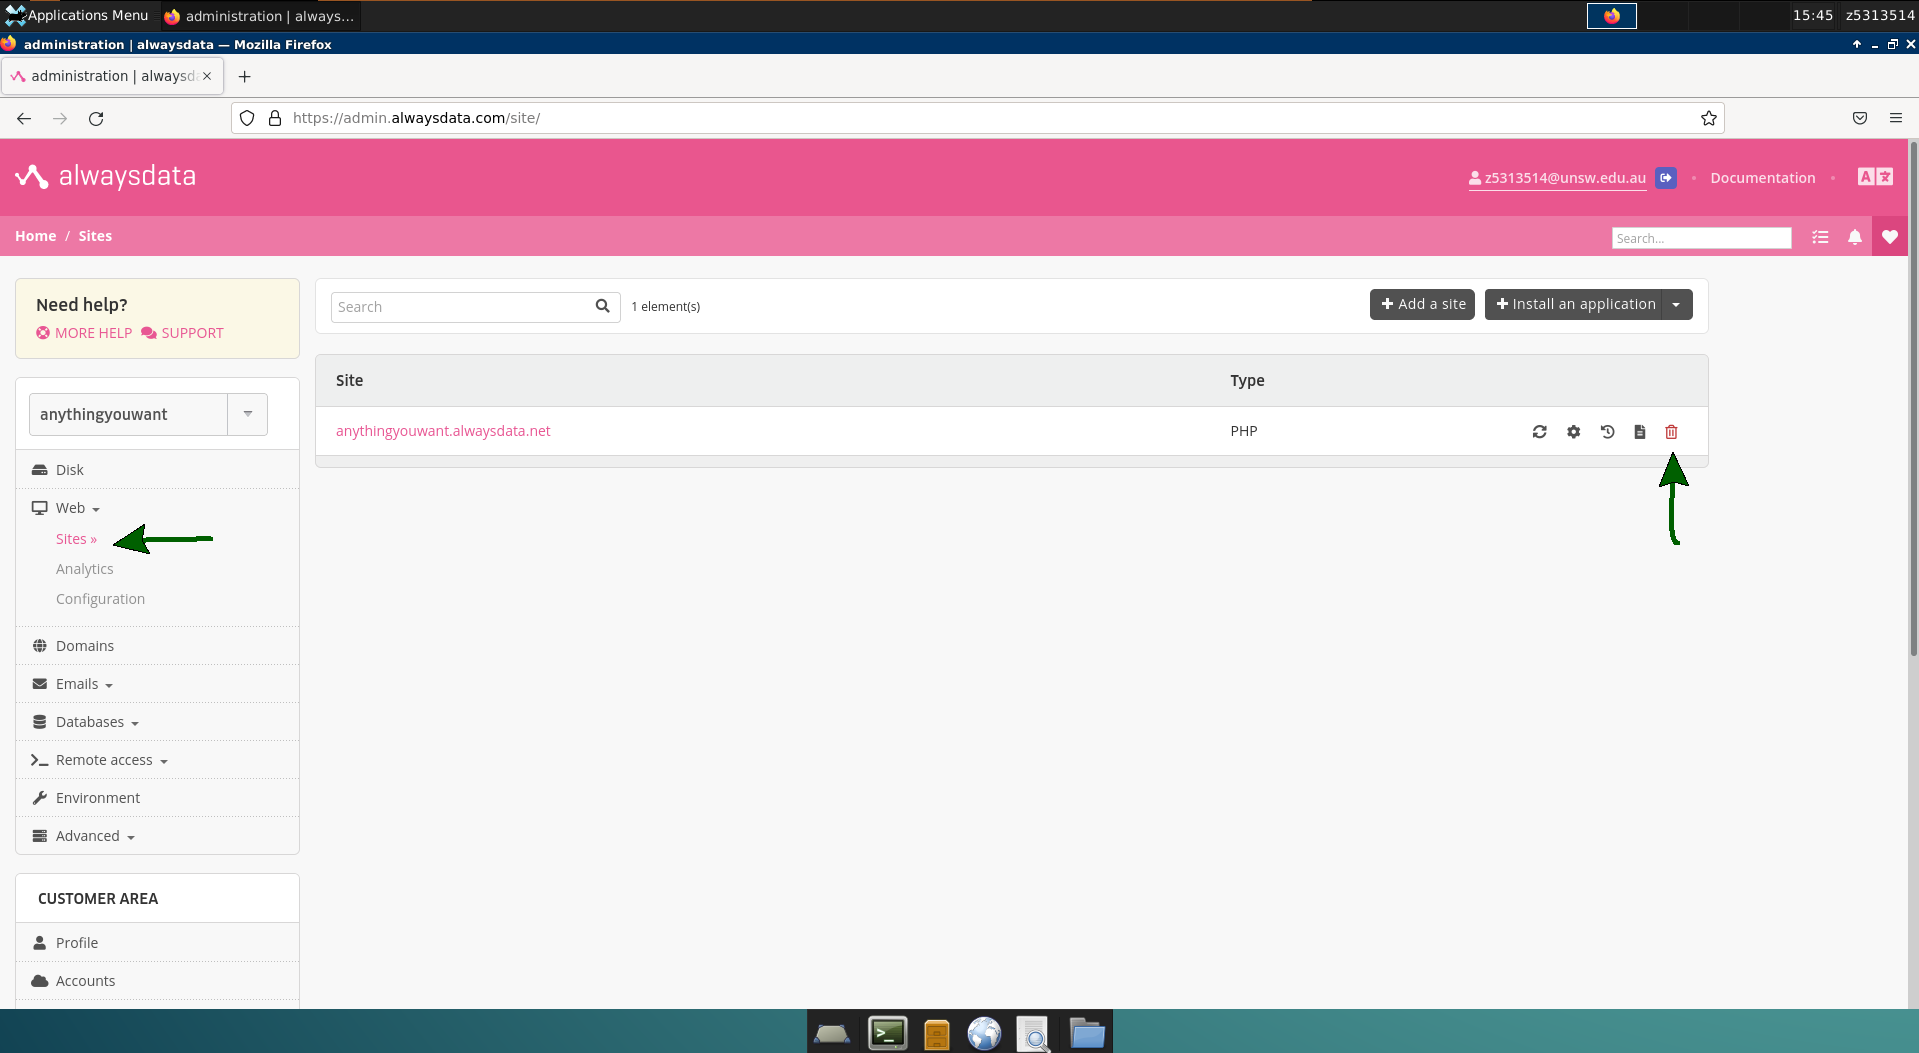 Applications Menu
administration | always...
15:45
z5313514
administration | alwaysdata — Mozilla Firefox
administration | alwaysd
https://admin.alwaysdata.com/site/
alwaysdata
z5313514@unsw.edu.au
Documentation
A
Home / Sites
Search...
Need help?
MORE HELP
SUPPORT
Search
1 element(s)
Add a site
Install an application
Site
Type
anythingyouwant.alwaysdata.net
PHP
anythingyouwant
Disk
Web
Sites »
Analytics
Configuration
Domains
Emails
Databases
Remote access
Environment
Advanced
CUSTOMER AREA
Profile
Accounts